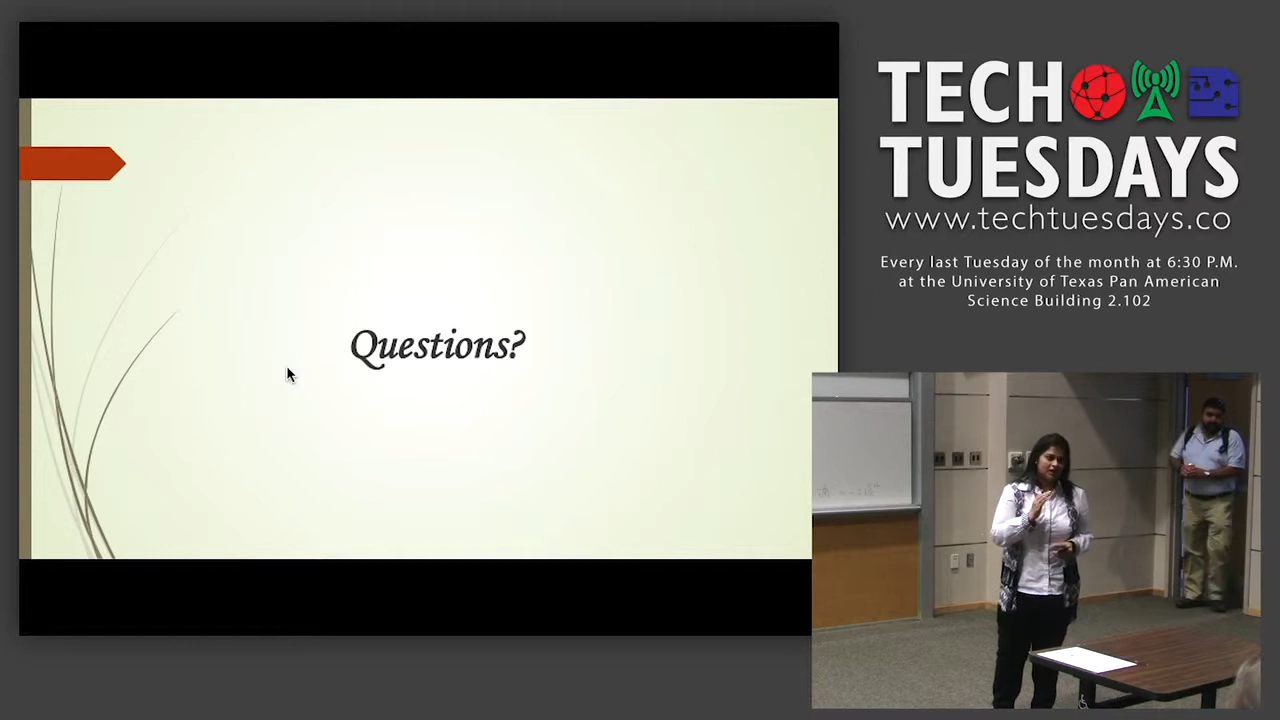 Questions?
TECH
TUESDAYS
www.techtuesdays.co
Every last Tuesday of the month at 6:30 P.M.
at the University of Texas Pan American
Science Building 2.102